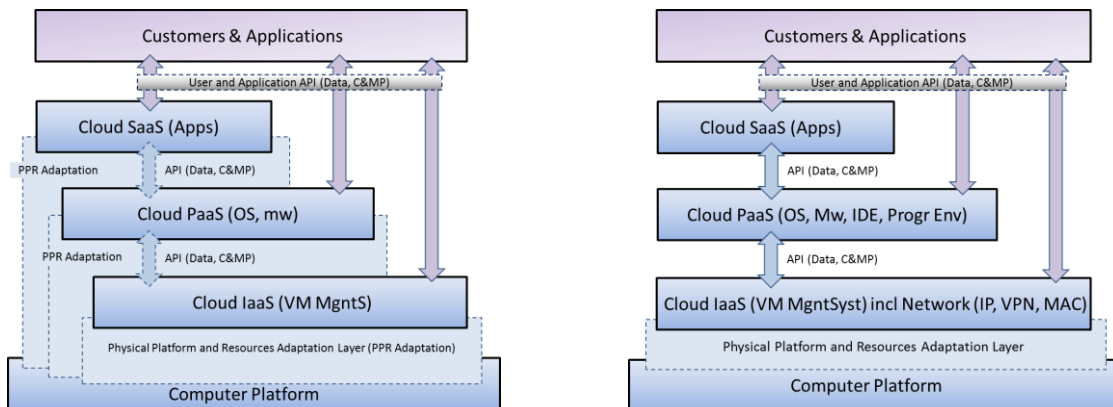 Customers & Applications
User and Application API (Data, C&MP)
Cloud SaaS (Apps)
PPR Adaptation
API (Data, C&MP)
Cloud PaaS (OS, mw)
PPR Adaptation
API (Data, C&MP)
Cloud IaaS (VM MgntS)
Physical Platform and Resources Adaptation Layer (PPR Adaptation)
Computer Platform
Customers & Applications
User and Application API (Data, C&MP)
Cloud SaaS (Apps)
API (Data, C&MP)
Cloud PaaS (OS, Mw, IDE, Progr Env)
API (Data, C&MP)
Cloud IaaS (VM MgntSyst) incl Network (IP, VPN, MAC)
Physical Platform and Resources Adaptation Layer
Computer Platform